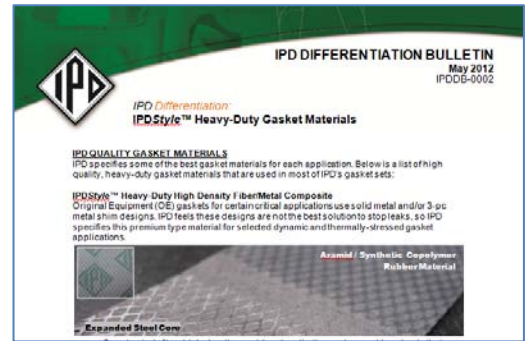 IPD DIFFERENTIATION BULLETIN
May 2012
IPDDB-0002
IPD
IPD Differentiation:
IPDStyle™ Heavy-Duty Gasket Materials
IPD QUALITY GASKET MATERIALS
IPD specifies some of the best gasket materials for each application. Below is a list of high
quality, heavy-duty gasket materials that are used in most of IPD's gasket sets:
IPDStyle™ Heavy-Duty High Density Fiber/Metal Composite
Original Equipment (OE) gaskets for certain critical applications use solid metal and/or 3-pc
metal shim designs. IPD feels these designs are not the best solution to stop leaks, so IPD
specifies this premium type material for selected dynamic and thermally-stressed gasket
applications.
IPD
Aramid / Synthetic Copolymer
Rubber Material
Expanded Steel Core